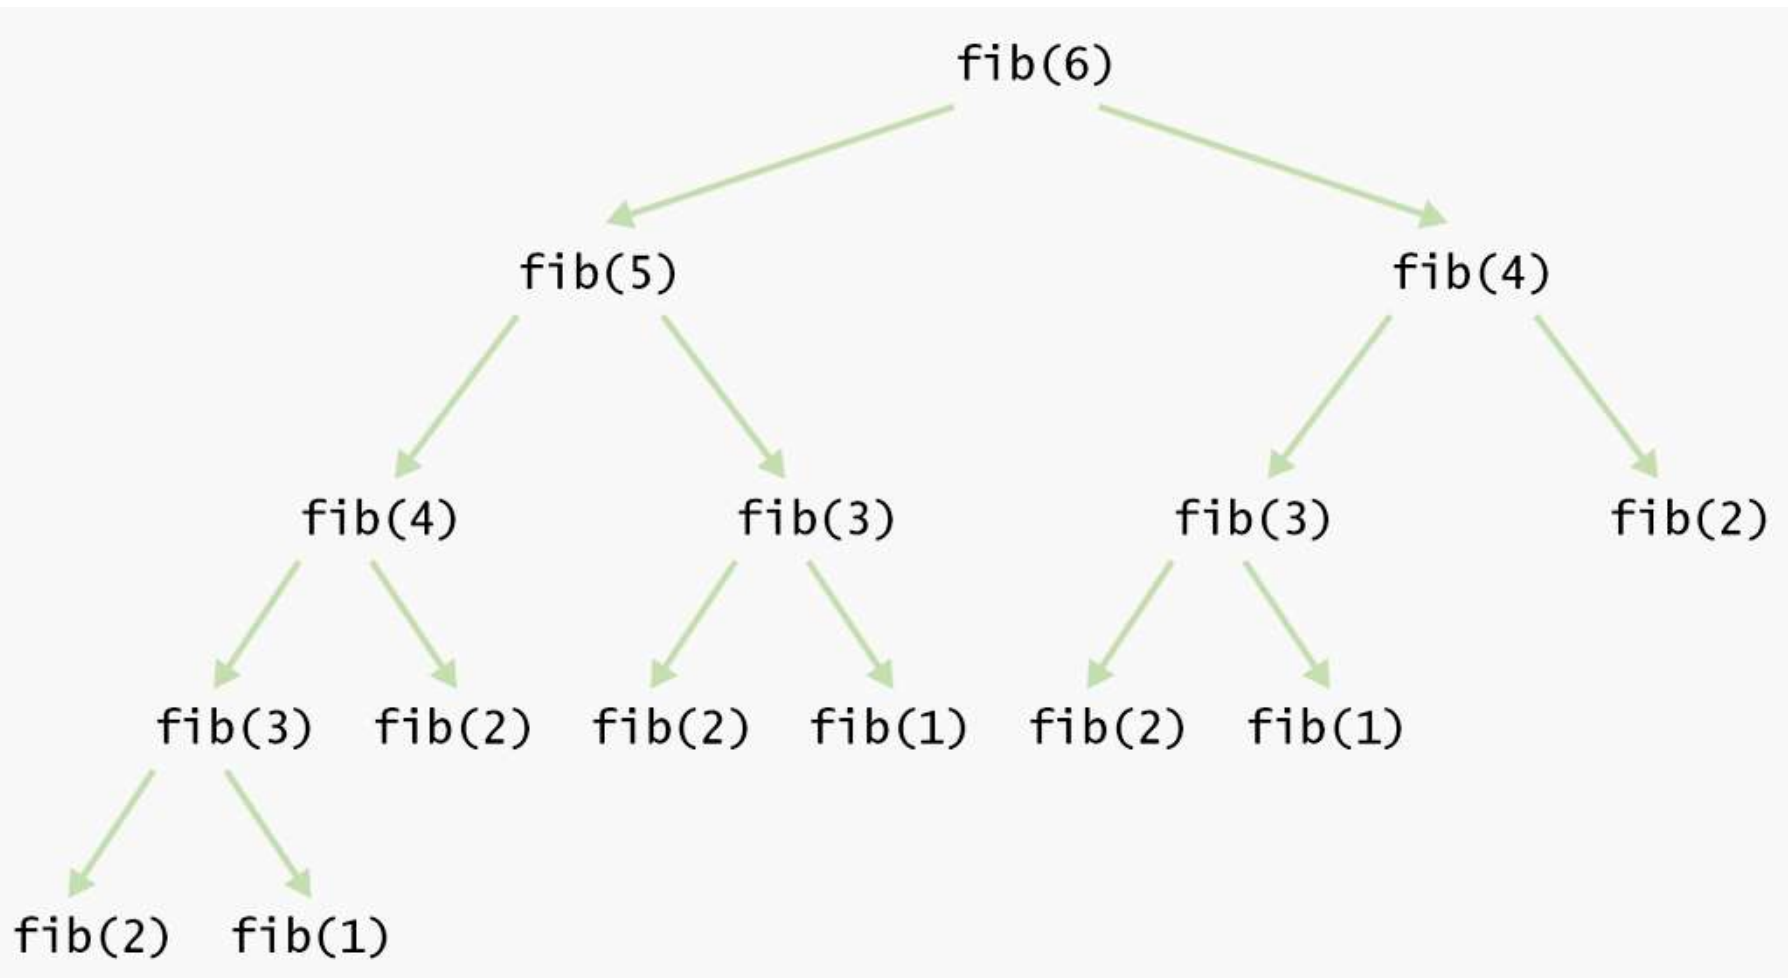 fib(6)
fib(5) fib(4)
fib(4) fib(3) fib(3) fib(2)
fib(3) fib(2) fib(2) fib(1) fib(2) fib(1)
fib(2) fib(1)